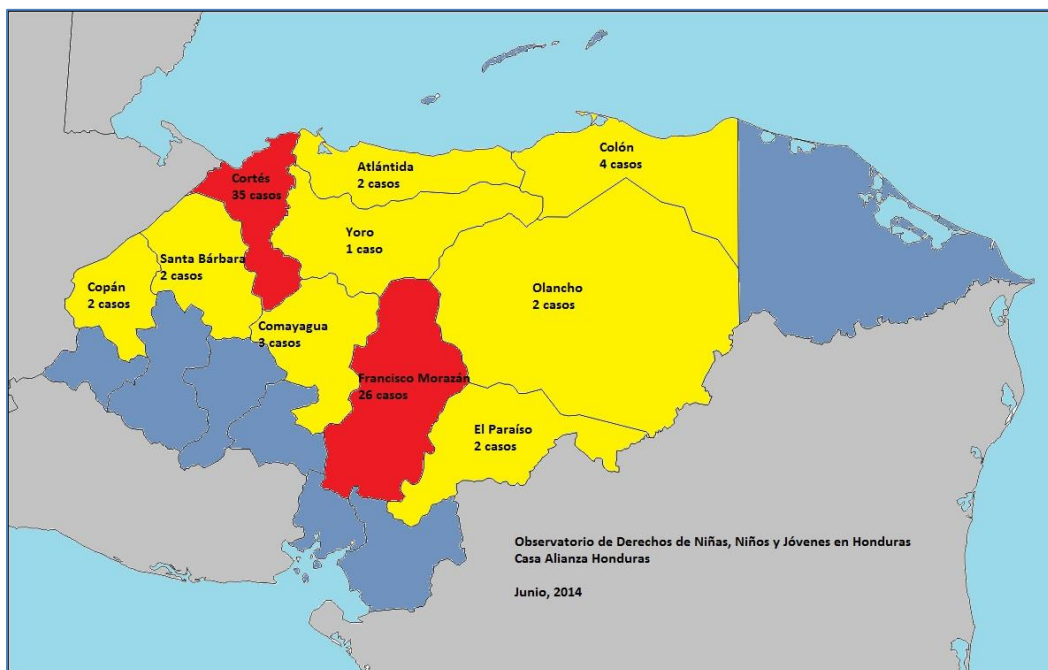 Colón
4 casos
Atlántida
2 casos
Cortés
35 casos
Yoro
1 caso
Santa Bárbara
2 casos
Copán
2 casos
Olancho
2 casos
Comayagua
3 casos
Francisco Morazán
26 casos
El Paraíso
2 casos
Observatorio de Derechos de Niñas, Niños y Jóvenes en Honduras
Casa Alianza Honduras
Junio, 2014